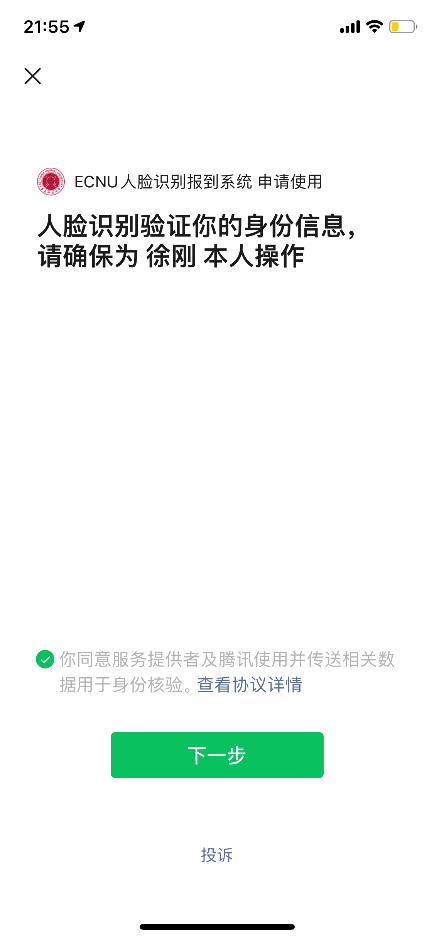 21:55
ECNU人脸识别报到系统 申请使用
人脸识别验证你的身份信息，
请确保为 徐刚 本人操作
你同意服务提供者及腾讯使用并传送相关数
据用于身份核验。查看协议详情
下一步
投诉